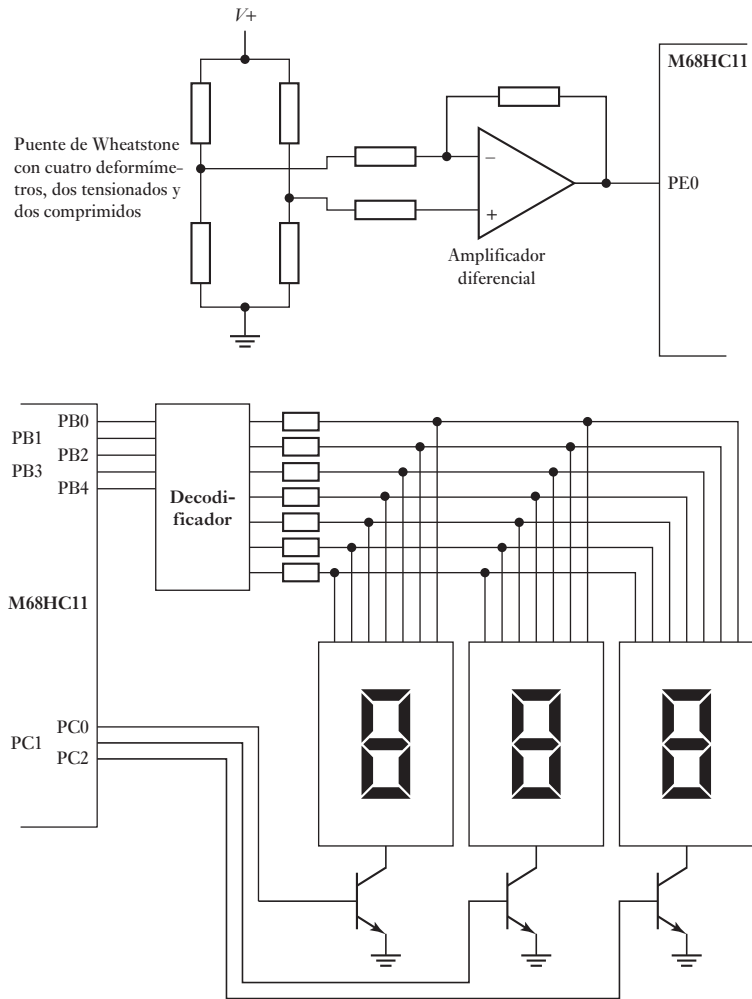 V+
M68HC11
Puente de Wheatstone
con cuatro deformíme-
tros, dos tensionados y
dos comprimidos
−
+
PE0
Amplificador
diferencial
PB0
PB1
PB2
PB3
PB4
Decodi-
ficador
M68HC11
PC0
PC1
PC2